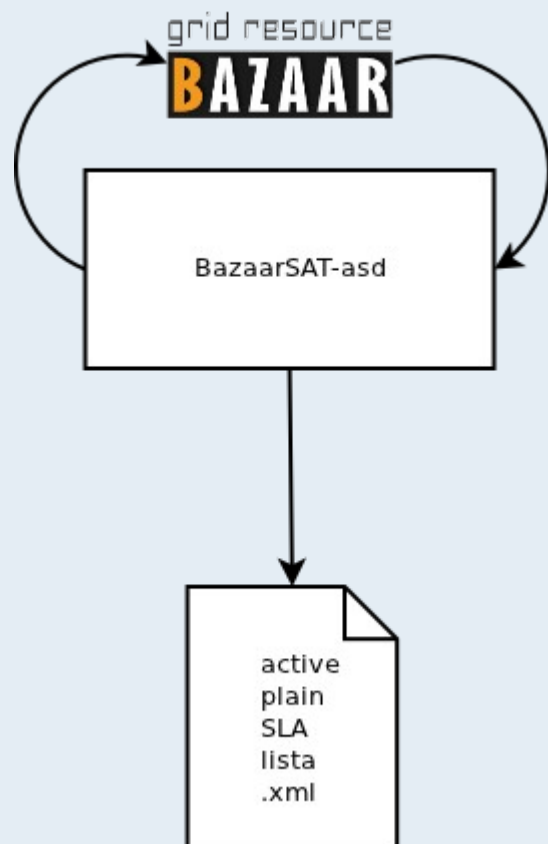 grid resource
BAZAAR
BazaarSAT-asd
active
plain
SLA
lista
.xml